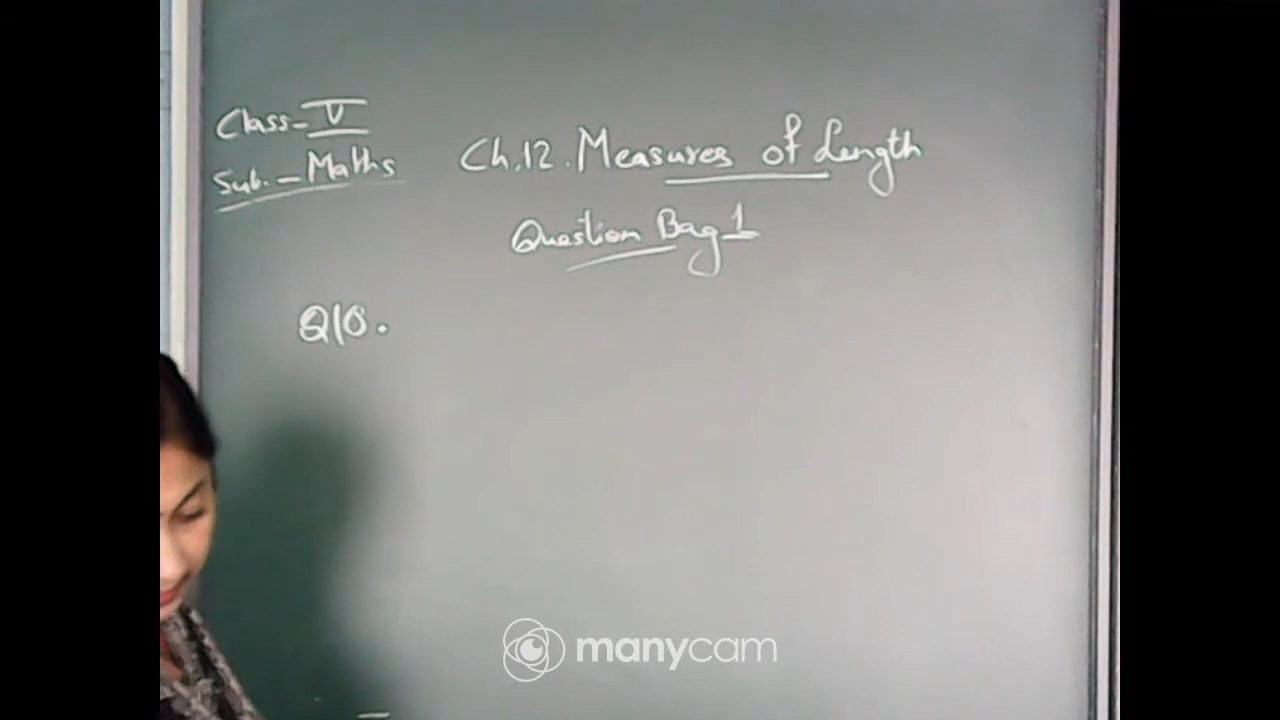 Class-V
Sub.-Maths
Ch.12. Measures of Length
Question Bag 1
Q10.
manycam